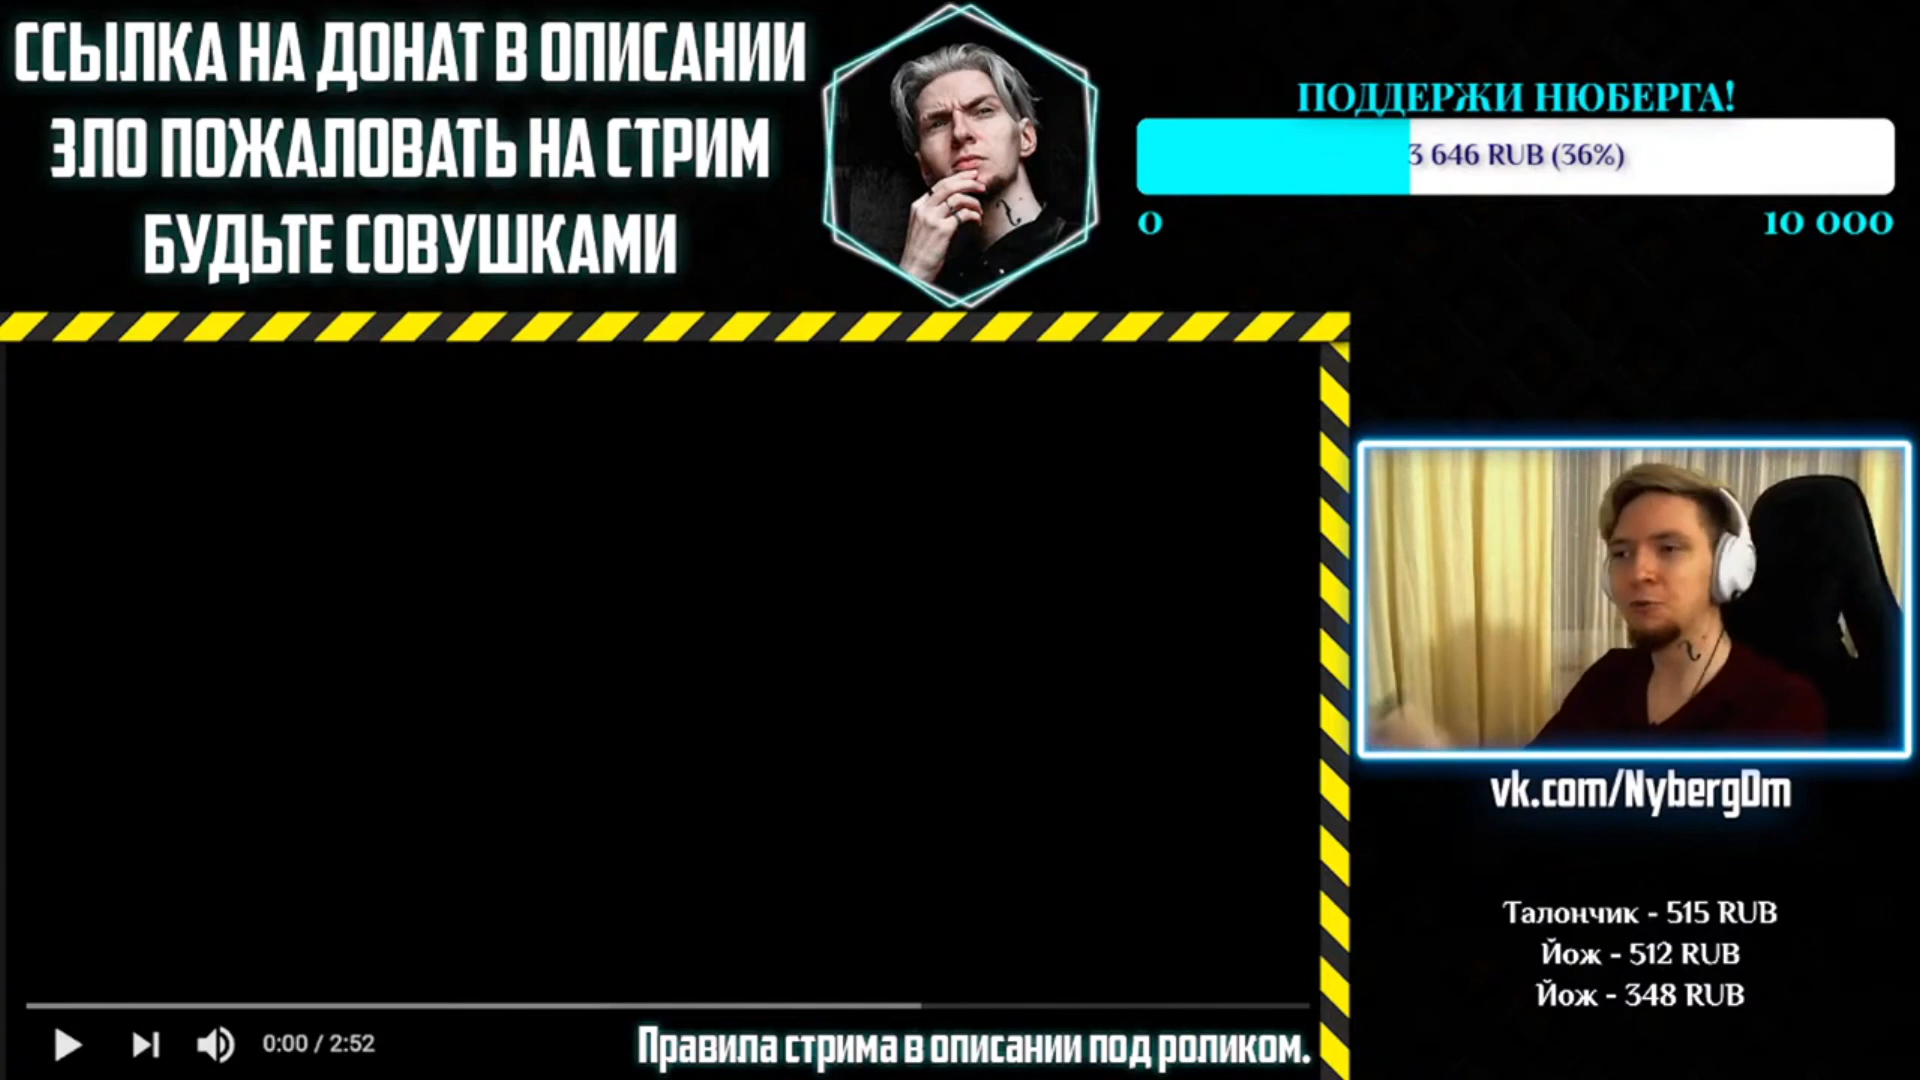 ССЫЛКА НА ДОНАТ В ОПИСАНИИ
ЗЛО ПОЖАЛОВАТЬ НА СТРИМ
БУДЬТЕ СОВУШКАМИ
ПОДДЕРЖИ НЮБЕРГА!
3 646 RUB (36%)
0
10 000
vk.com/NybergDm
Талончик - 515 RUB
Йож - 512 RUB
Йож - 348 RUB
0:00 / 2:52
Правила стрима в описании под роликом.